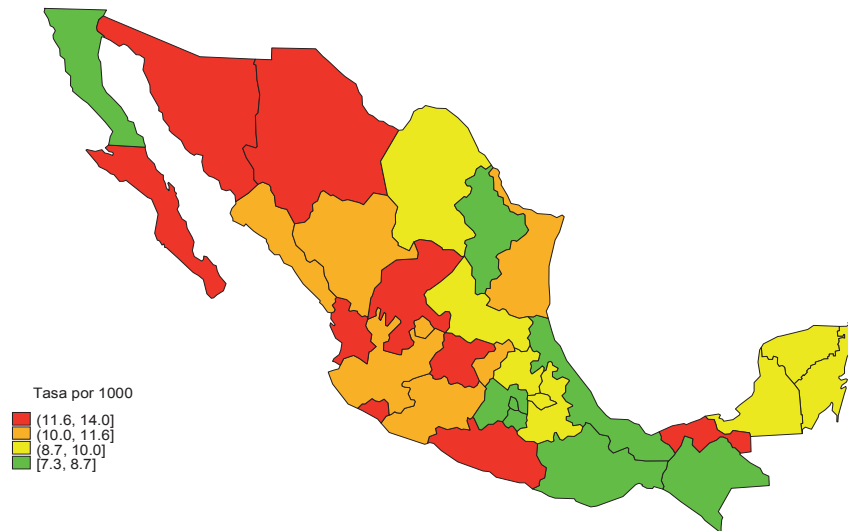 Tasa por 1000
(11.6, 14.0]
(10.0, 11.6]
(8.7, 10.0]
[7.3, 8.7]